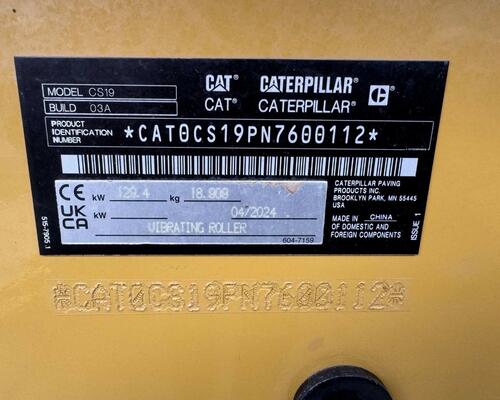 MODEL CS19
BUILD 03A
CAT CATERPILLAR C
CAT® CATERPILLAR®
PRODUCT IDENTIFICATION NUMBER *CAT0CS19PN7600112*
CE UKCA
kW 129.4 kg 18.908
kW 04/2024
VIBRATING ROLLER
604-7159
515-7905 1
CATERPILLAR PAVING
PRODUCTS INC.
BROOKLYN PARK, MN 55445
USA
MADE IN CHINA
OF DOMESTIC AND
FOREIGN COMPONENTS
ISSUE 1
*CAT0CS19PN7600112*